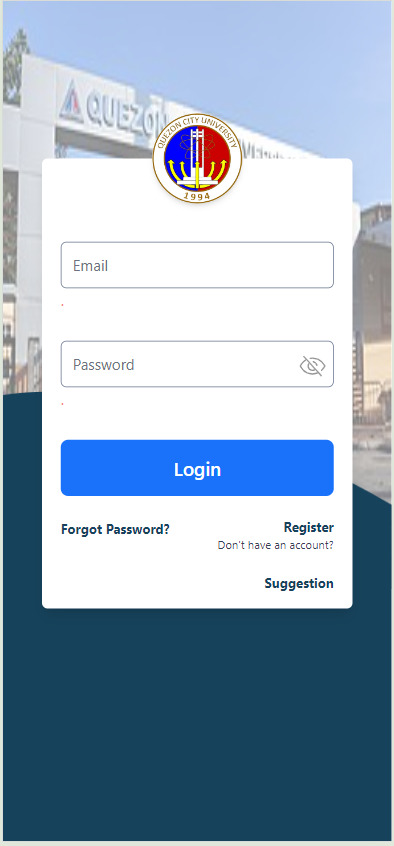 QUEZON
QUEZON CITY UNIVERSITY
1994
Email
.
Password
.
Login
Forgot Password?
Register
Don't have an account?
Suggestion